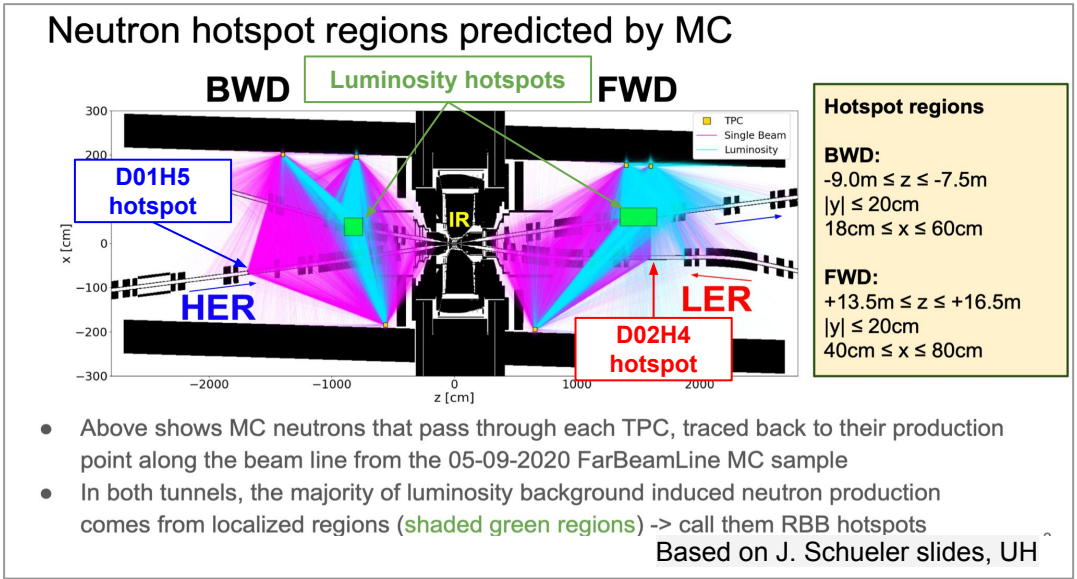 Neutron hotspot regions predicted by MC
BWD
Luminosity hotspots
FWD
TPC
Single Beam
Luminosity
D01H5
hotspot
IR
HER
LER
D02H4
hotspot
300
200
0
−100
−200
−300
x [cm]
−2000
−1000
0
1000
2000
z [cm]
Hotspot regions
BWD:
-9.0m ≤ z ≤ -7.5m
|y| ≤ 20cm
18cm ≤ x ≤ 60cm
FWD:
+13.5m ≤ z ≤ +16.5m
|y| ≤ 20cm
40cm ≤ x ≤ 80cm
● Above shows MC neutrons that pass through each TPC, traced back to their production
point along the beam line from the 05-09-2020 FarBeamLine MC sample
● In both tunnels, the majority of luminosity background induced neutron production
comes from localized regions (shaded green regions) -> call them RBB hotspots
Based on J. Schueler slides, UH